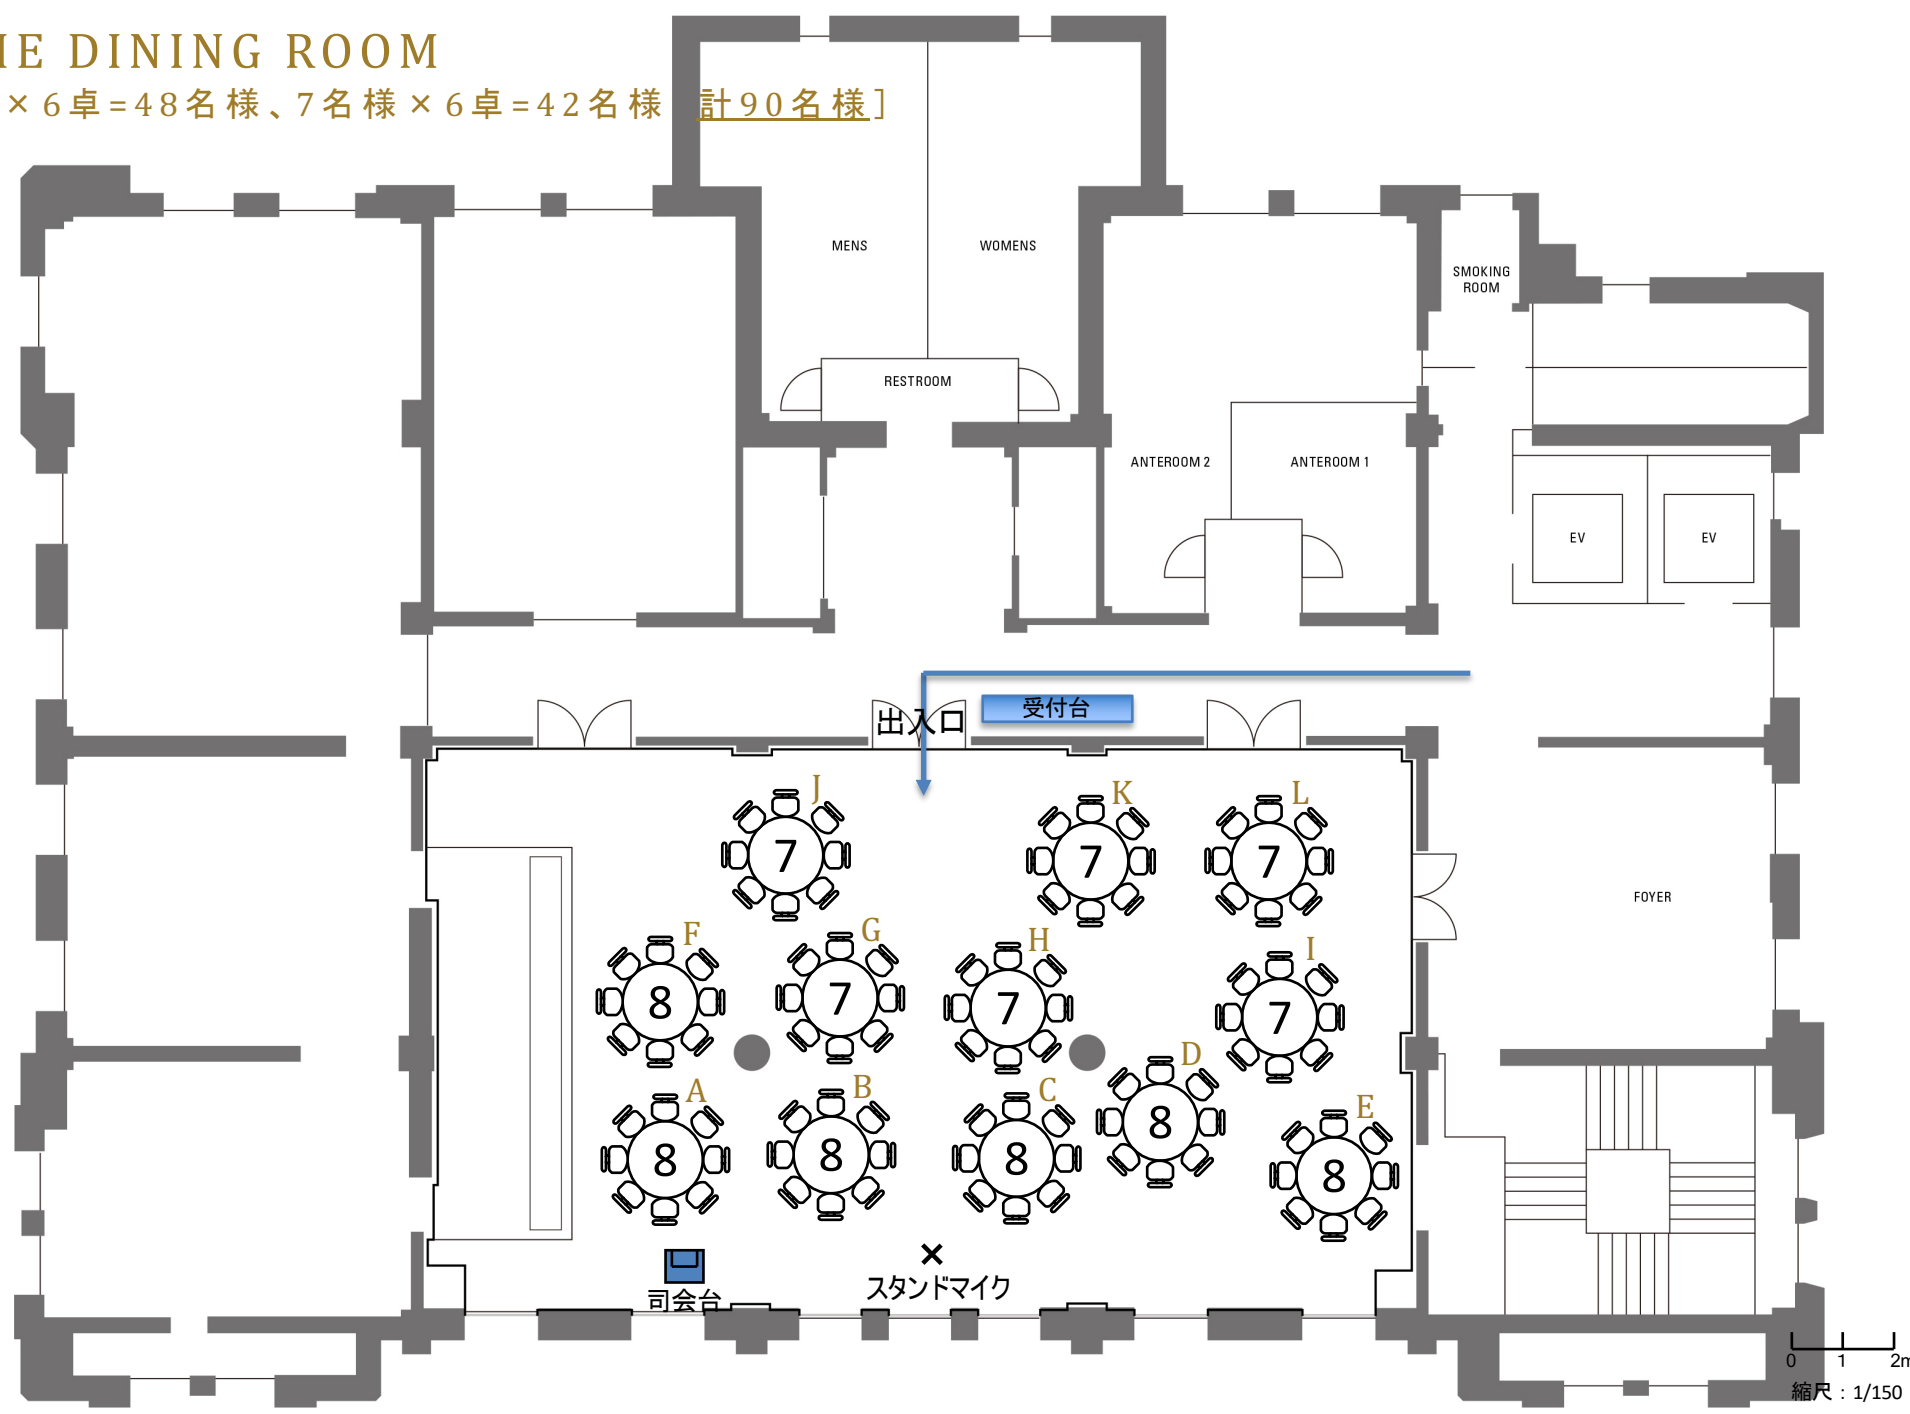 HE DINING ROOM
×6卓=48名様、7名様×6卓=42名様 計90名様］
MENS
WOMENS
SMOKING
ROOM
RESTROOM
ANTEROOM 2
ANTEROOM 1
EV
EV
受付台
出入口
J
K
L
7
7
7
FOYER
F
G
H
I
8
7
7
7
A
B
C
D
E
8
8
8
8
8
×
スタンドマイク
司会台
0 1 2m
縮尺：1/150